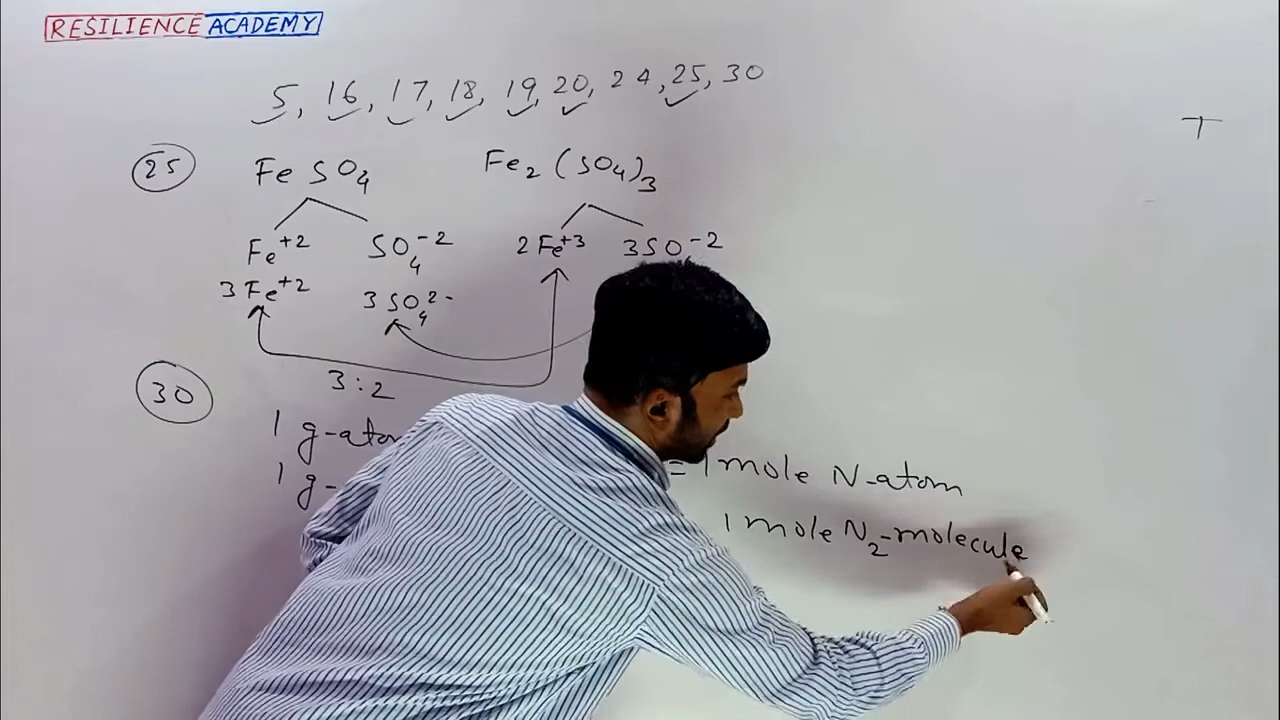 RESILIENCE ACADEMY
5, 16, 17, 18, 19, 20, 24, 25, 30
T
25 FeSO4 Fe2(SO4)3
Fe+2 SO4-2 2Fe+3 3SO-2
3Fe+2 3SO42-
3:2
30
1 g-atom = 1 mole N-atom
1 g- 1 mole N2-molecule